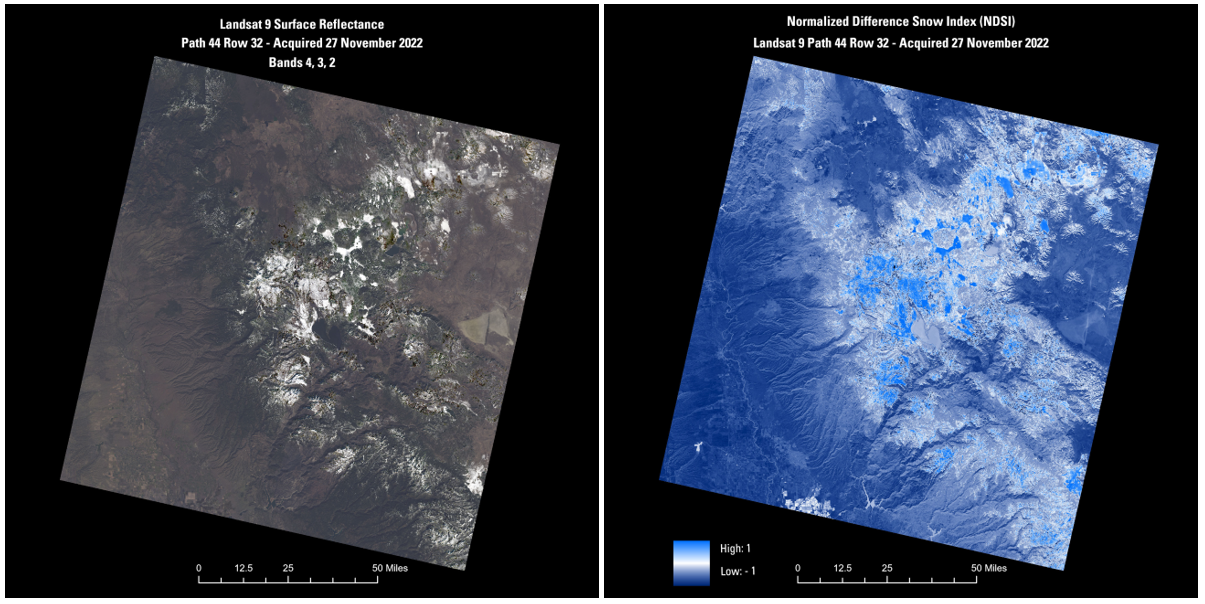 Landsat 9 Surface Reflectance
Path 44 Row 32 - Acquired 27 November 2022
Bands 4, 3, 2
0 12.5 25 50 Miles
Normalized Difference Snow Index (NDSI)
Landsat 9 Path 44 Row 32 - Acquired 27 November 2022
High: 1
Low: - 1
0 12.5 25 50 Miles